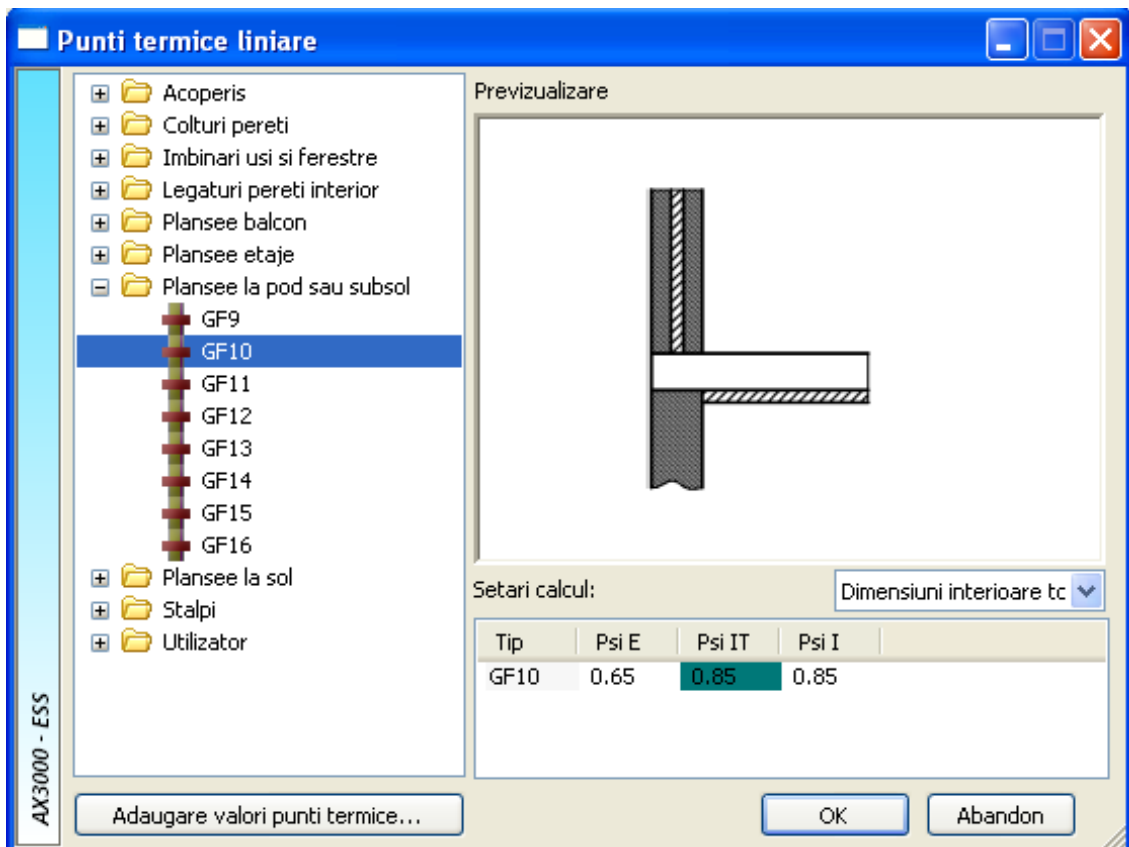 Punti termice liniare
Acoperis
Colturi pereti
Imbinari usi si ferestre
Legaturi pereti interior
Plansee balcon
Plansee etaje
Plansee la pod sau subsol
GF9
GF10
GF11
GF12
GF13
GF14
GF15
GF16
Plansee la sol
Stalpi
Utilizator
AX3000 - ESS
Previzualizare
Setari calcul:
Dimensiuni interioare tc
Tip Psi E Psi IT Psi I
GF10 0.65 0.85 0.85
Adaugare valori punti termice...
OK
Abandon